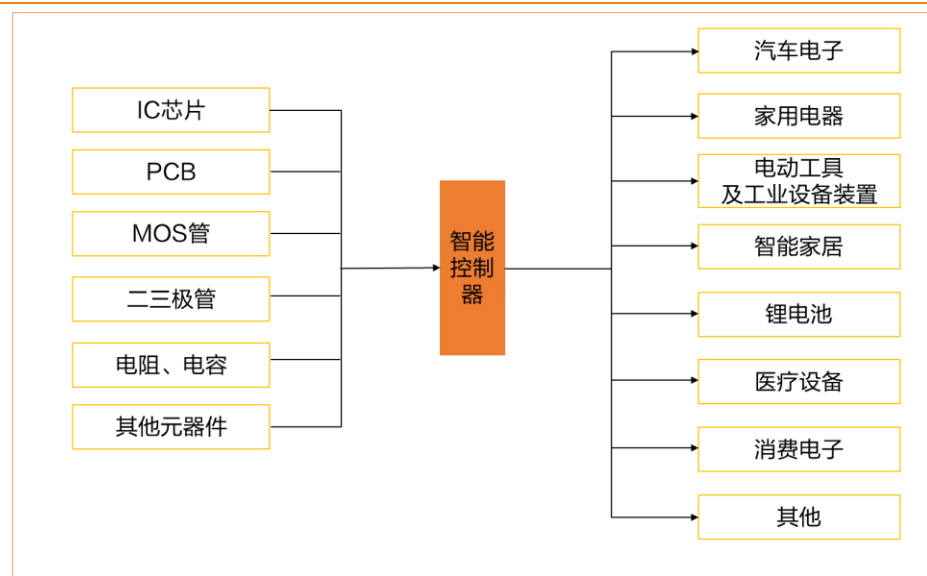 IC芯片
PCB
MOS管
二三极管
电阻、电容
其他元器件
智能
控制
器
汽车电子
家用电器
电动工具
及工业设备装置
智能家居
锂电池
医疗设备
消费电子
其他